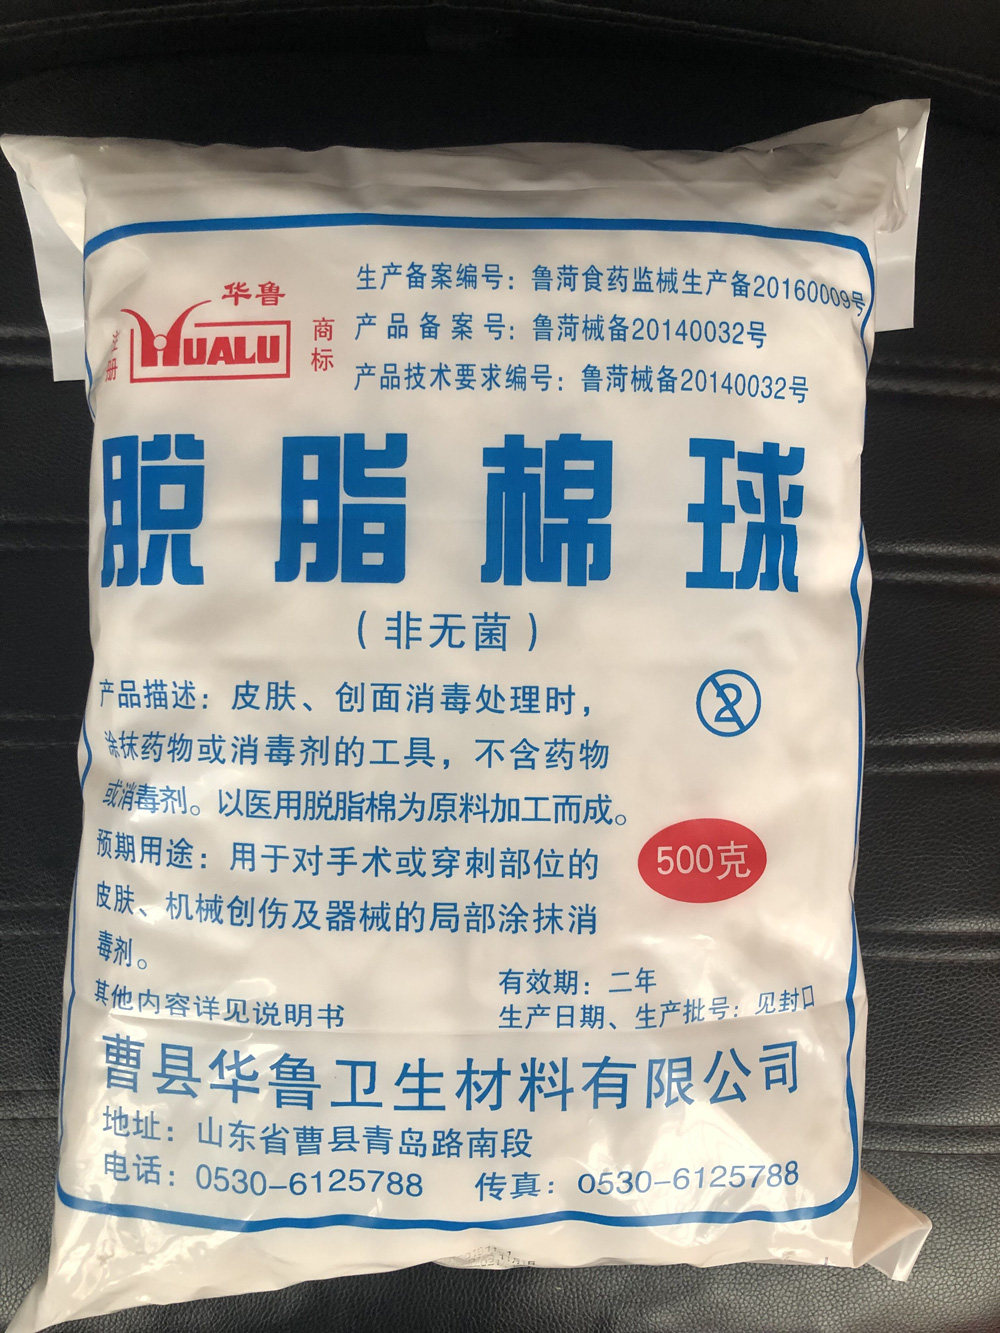 华鲁
注册
HUALU
商标
生产备案编号：鲁菏食药监械生产备20160009号
产品备案号：鲁菏械备20140032号
产品技术要求编号：鲁菏械备20140032号
脱脂棉球
（非无菌）
产品描述：皮肤、创面消毒处理时，
涂抹药物或消毒剂的工具，不含药物
或消毒剂。以医用脱脂棉为原料加工而成。
2
500克
预期用途：用于对手术或穿刺部位的
皮肤、机械创伤及器械的局部涂抹消
毒剂。
其他内容详见说明书
有效期：二年
生产日期、生产批号：见封口
曹县华鲁卫生材料有限公司
地址：山东省曹县青岛路南段
电话：0530-6125788 传真：0530-6125788